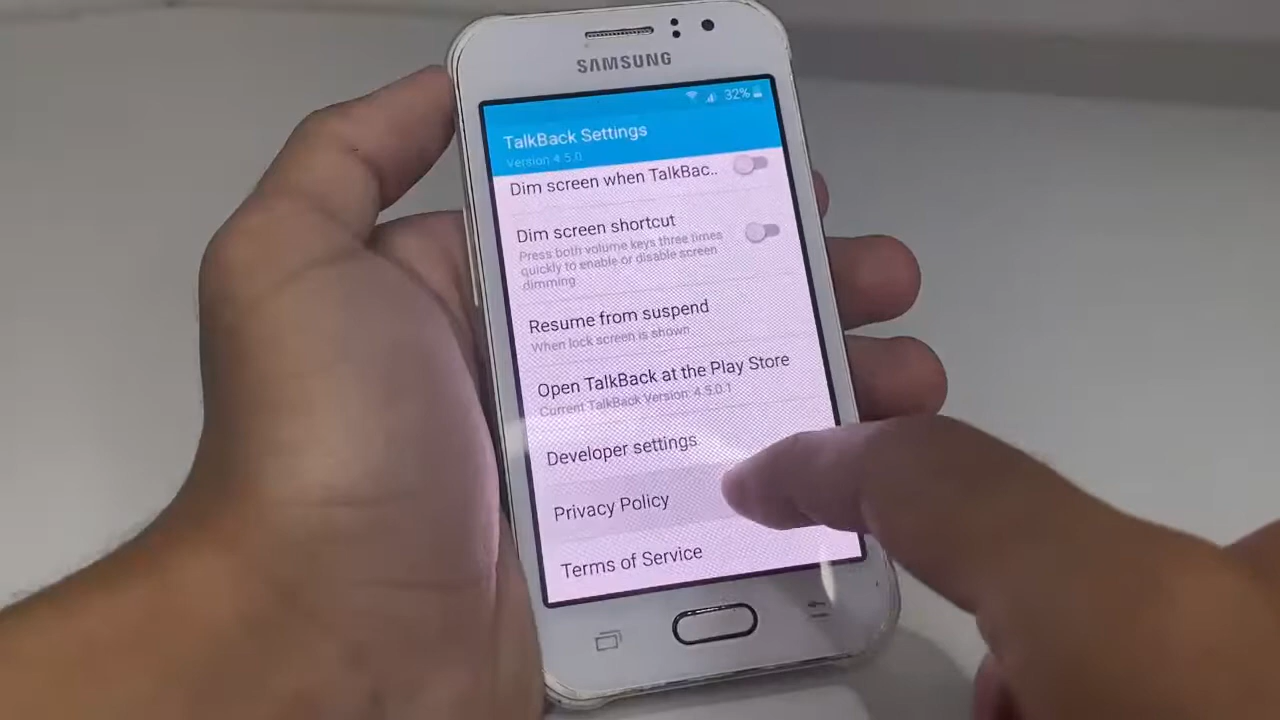 SAMSUNG
32%
TalkBack Settings
Version 4.5.0
Dim screen when TalkBac..
Dim screen shortcut
Press both volume keys three times
quickly to enable or disable screen
dimming
Resume from suspend
When lock screen is shown
Open TalkBack at the Play Store
Current TalkBack Version: 4.5.0.1
Developer settings
Privacy Policy
Terms of Service